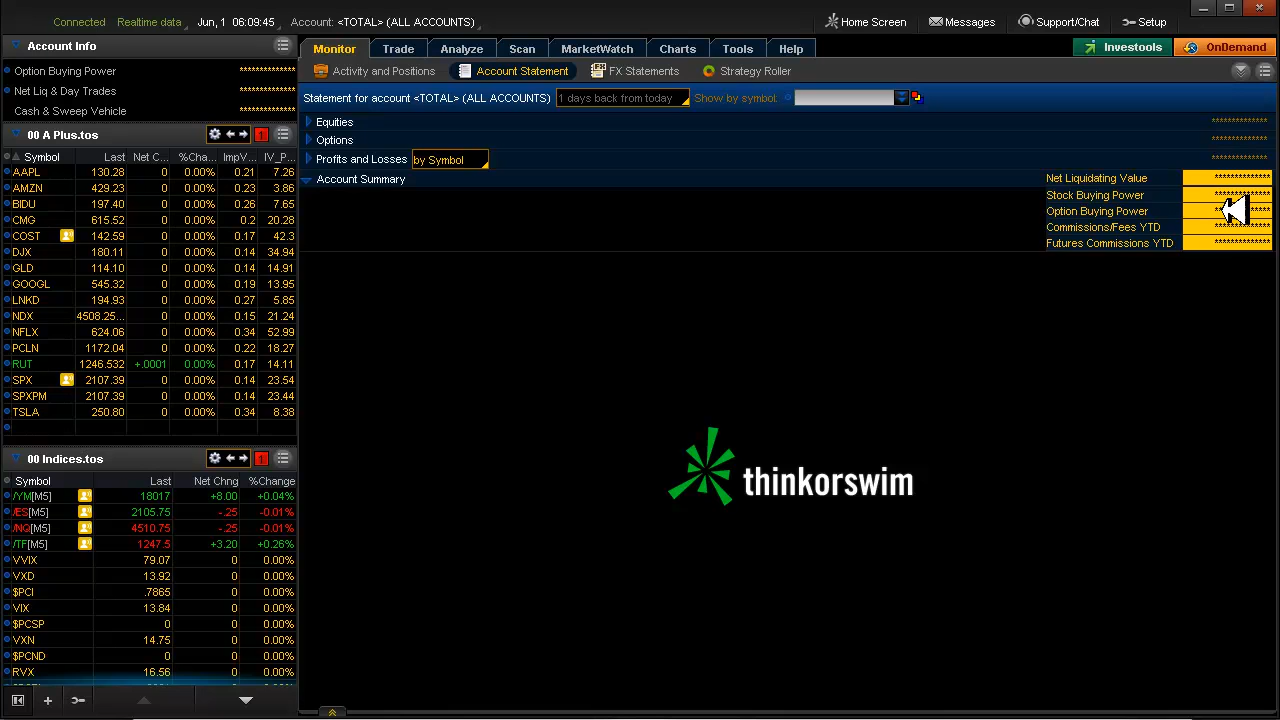 Connected Realtime data Jun, 1 06:09:45 Account: <TOTAL> (ALL ACCOUNTS) Home Screen Messages Support/Chat Setup
Account Info
Option Buying Power **************
Net Liq & Day Trades **************
Cash & Sweep Vehicle **************
00 A Plus.tos 1
Symbol Last Net C... %Cha... ImpV... IV_P...
AAPL 130.28 0 0.00% 0.21 7.26
AMZN 429.23 0 0.00% 0.23 3.86
BIDU 197.40 0 0.00% 0.26 7.65
CMG 615.52 0 0.00% 0.2 20.28
COST 142.59 0 0.00% 0.17 42.3
DJX 180.11 0 0.00% 0.14 34.94
GLD 114.10 0 0.00% 0.14 14.91
GOOGL 545.32 0 0.00% 0.19 13.95
LNKD 194.93 0 0.00% 0.27 5.85
NDX 4508.25... 0 0.00% 0.15 21.24
NFLX 624.06 0 0.00% 0.34 52.99
PCLN 1172.04 0 0.00% 0.22 18.27
RUT 1246.532 +.0001 0.00% 0.17 14.11
SPX 2107.39 0 0.00% 0.14 23.54
SPXPM 2107.39 0 0.00% 0.14 23.44
TSLA 250.80 0 0.00% 0.34 8.38
00 Indices.tos 1
Symbol Last Net Chng %Change
/YM[M5] 18017 +8.00 +0.04%
/ES[M5] 2105.75 -.25 -0.01%
/NQ[M5] 4510.75 -.25 -0.01%
/TF[M5] 1247.5 +3.20 +0.26%
VVIX 79.07 0 0.00%
VXD 13.92 0 0.00%
$PCI .7865 0 0.00%
VIX 13.84 0 0.00%
$PCSP 0 0 0.00%
VXN 14.75 0 0.00%
$PCND 0 0 0.00%
RVX 16.56 0 0.00%
Monitor Trade Analyze Scan MarketWatch Charts Tools Help Investools OnDemand
Activity and Positions Account Statement FX Statements Strategy Roller
Statement for account <TOTAL> (ALL ACCOUNTS) 1 days back from today Show by symbol:
Equities **************
Options **************
Profits and Losses by Symbol **************
Account Summary
Net Liquidating Value **************
Stock Buying Power **************
Option Buying Power
Commissions/Fees YTD **************
Futures Commissions YTD **************
thinkorswim